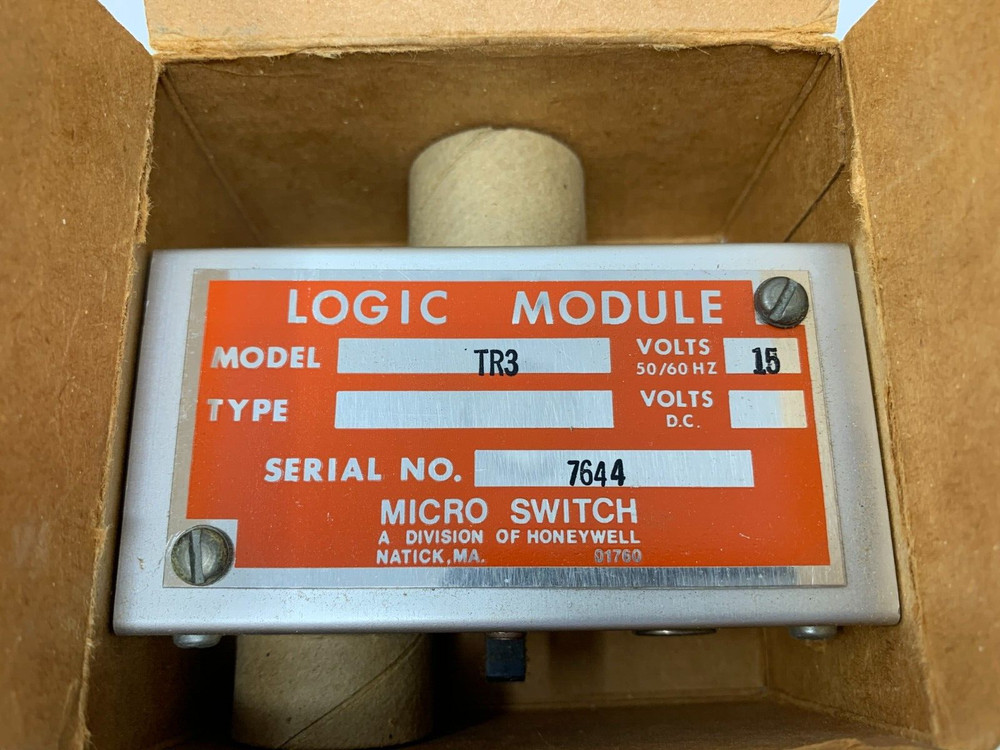 LOGIC MODULE
MODEL TR3 VOLTS 50/60 HZ 15
TYPE VOLTS D.C.
SERIAL NO. 7644
MICRO SWITCH
A DIVISION OF HONEYWELL
NATICK, MA. 01760